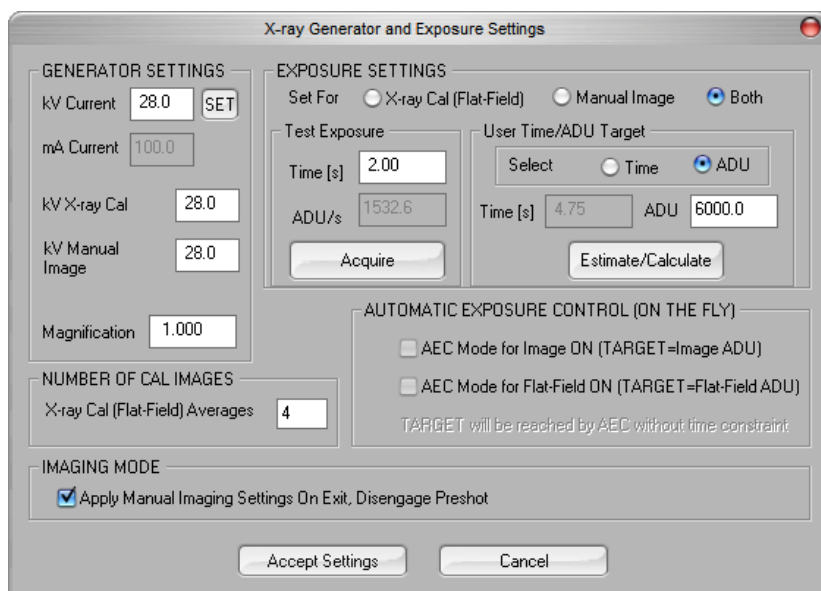 X-ray Generator and Exposure Settings
GENERATOR SETTINGS
kV Current 28.0 SET
mA Current 100.0
kV X-ray Cal 28.0
kV Manual Image 28.0
Magnification 1.000
EXPOSURE SETTINGS
Set For X-ray Cal (Flat-Field) Manual Image Both
Test Exposure
Time [s] 2.00
ADU/s 1532.6
Acquire
User Time/ADU Target
Select Time ADU
Time [s] 4.75 ADU 6000.0
Estimate/Calculate
AUTOMATIC EXPOSURE CONTROL (ON THE FLY)
AEC Mode for Image ON (TARGET=Image ADU)
AEC Mode for Flat-Field ON (TARGET=Flat-Field ADU)
TARGET will be reached by AEC without time constraint
NUMBER OF CAL IMAGES
X-ray Cal (Flat-Field) Averages 4
IMAGING MODE
Apply Manual Imaging Settings On Exit, Disengage Preshot
Accept Settings Cancel